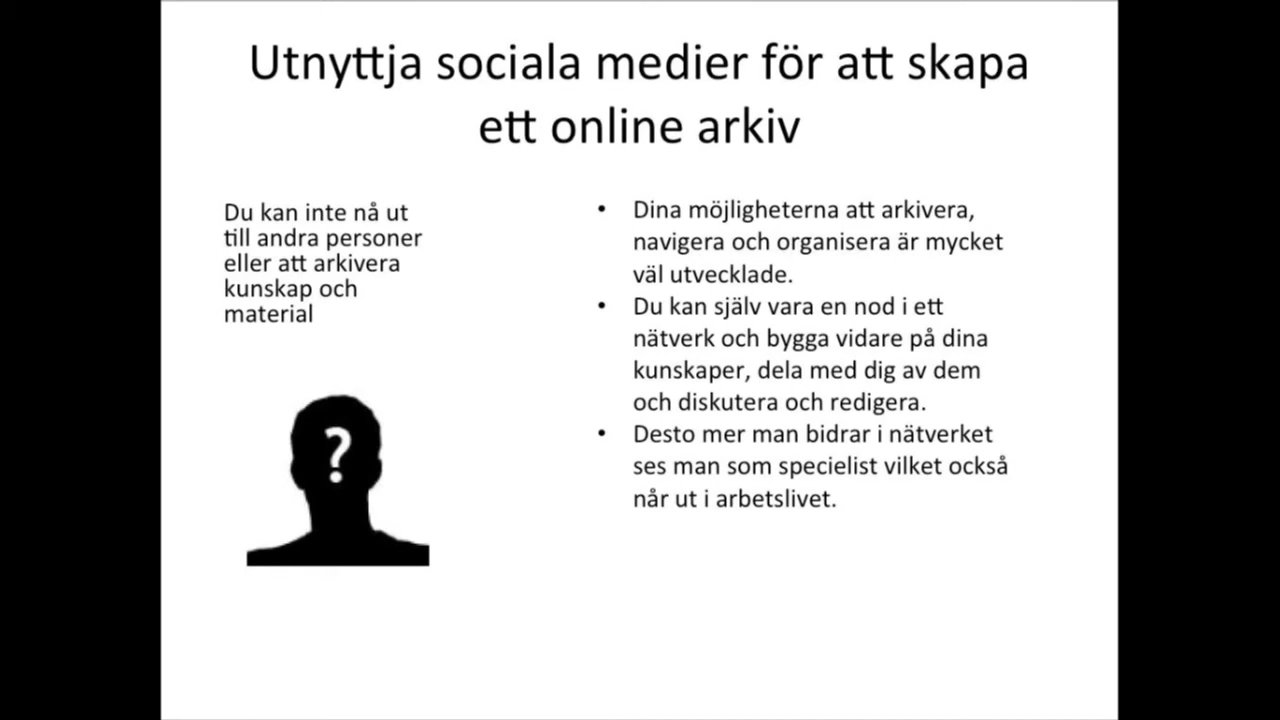 Utnyttja sociala medier för att skapa
ett online arkiv
Du kan inte nå ut
till andra personer
eller att arkivera
kunskap och
material
?
• Dina möjligheterna att arkivera,
navigera och organisera är mycket
väl utvecklade.
• Du kan själv vara en nod i ett
nätverk och bygga vidare på dina
kunskaper, dela med dig av dem
och diskutera och redigera.
• Desto mer man bidrar i nätverket
ses man som specielist vilket också
når ut i arbetslivet.